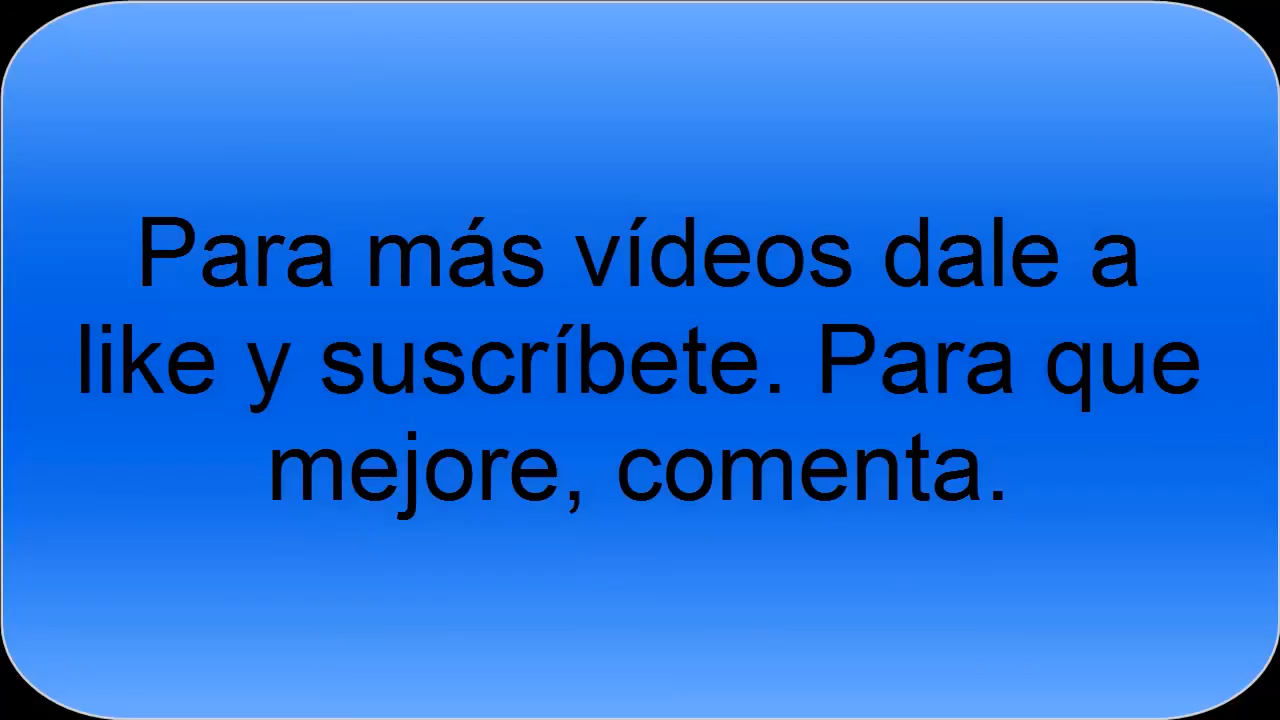 Para más vídeos dale a
like y suscríbete. Para que
mejore, comenta.